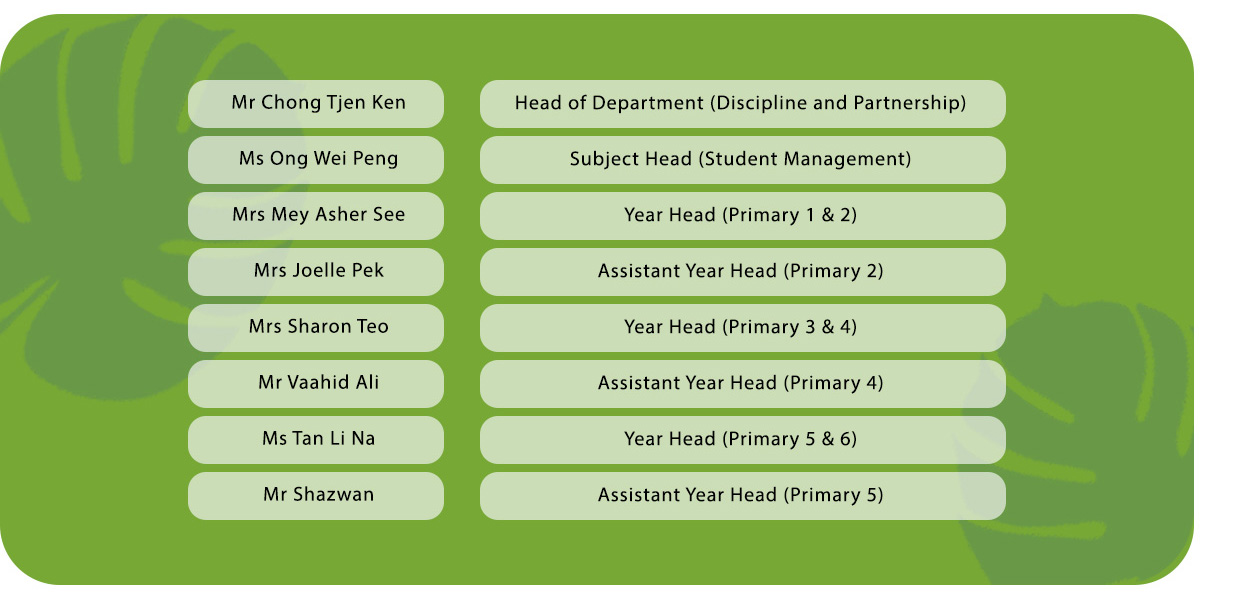 Mr Chong Tjen Ken Head of Department (Discipline and Partnership)
Ms Ong Wei Peng Subject Head (Student Management)
Mrs Mey Asher See Year Head (Primary 1 & 2)
Mrs Joelle Pek Assistant Year Head (Primary 2)
Mrs Sharon Teo Year Head (Primary 3 & 4)
Mr Vaahid Ali Assistant Year Head (Primary 4)
Ms Tan Li Na Year Head (Primary 5 & 6)
Mr Shazwan Assistant Year Head (Primary 5)